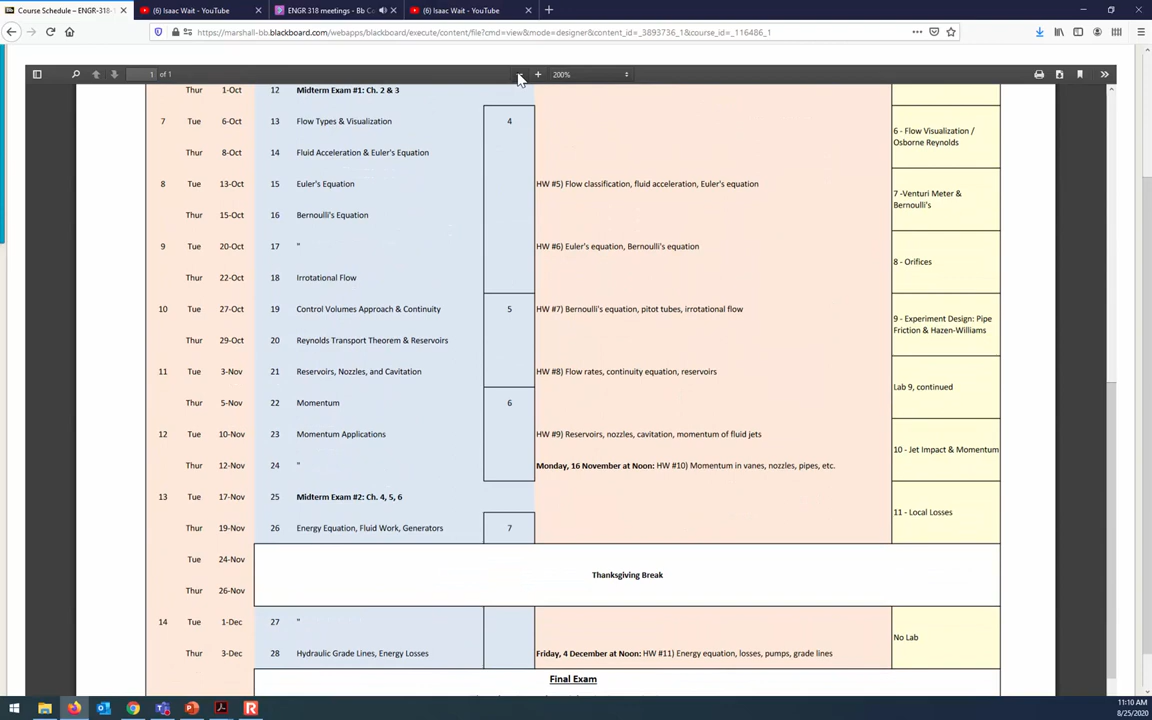 Course Schedule – ENGR-318-
(6) Isaac Wait - YouTube
ENGR 318 meetings - Bb Co
(6) Isaac Wait - YouTube
https://marshall-bb.blackboard.com/webapps/blackboard/execute/content/file?cmd=view&mode=designer&content_id=_3893736_1&course_id=_116486_1
1 of 1
200%
Thur 1-Oct 12 Midterm Exam #1: Ch. 2 & 3
7 Tue 6-Oct 13 Flow Types & Visualization 4
6 - Flow Visualization /
Osborne Reynolds
Thur 8-Oct 14 Fluid Acceleration & Euler's Equation
8 Tue 13-Oct 15 Euler's Equation HW #5) Flow classification, fluid acceleration, Euler's equation
7 -Venturi Meter &
Bernoulli's
Thur 15-Oct 16 Bernoulli's Equation
9 Tue 20-Oct 17 " HW #6) Euler's equation, Bernoulli's equation
8 - Orifices
Thur 22-Oct 18 Irrotational Flow
10 Tue 27-Oct 19 Control Volumes Approach & Continuity 5 HW #7) Bernoulli's equation, pitot tubes, irrotational flow
9 - Experiment Design: Pipe
Friction & Hazen-Williams
Thur 29-Oct 20 Reynolds Transport Theorem & Reservoirs
11 Tue 3-Nov 21 Reservoirs, Nozzles, and Cavitation HW #8) Flow rates, continuity equation, reservoirs
Lab 9, continued
Thur 5-Nov 22 Momentum 6
12 Tue 10-Nov 23 Momentum Applications HW #9) Reservoirs, nozzles, cavitation, momentum of fluid jets
10 - Jet Impact & Momentum
Thur 12-Nov 24 " Monday, 16 November at Noon: HW #10) Momentum in vanes, nozzles, pipes, etc.
13 Tue 17-Nov 25 Midterm Exam #2: Ch. 4, 5, 6
11 - Local Losses
Thur 19-Nov 26 Energy Equation, Fluid Work, Generators 7
Tue 24-Nov
Thanksgiving Break
Thur 26-Nov
14 Tue 1-Dec 27 "
No Lab
Thur 3-Dec 28 Hydraulic Grade Lines, Energy Losses Friday, 4 December at Noon: HW #11) Energy equation, losses, pumps, grade lines
Final Exam
11:10 AM
8/25/2020